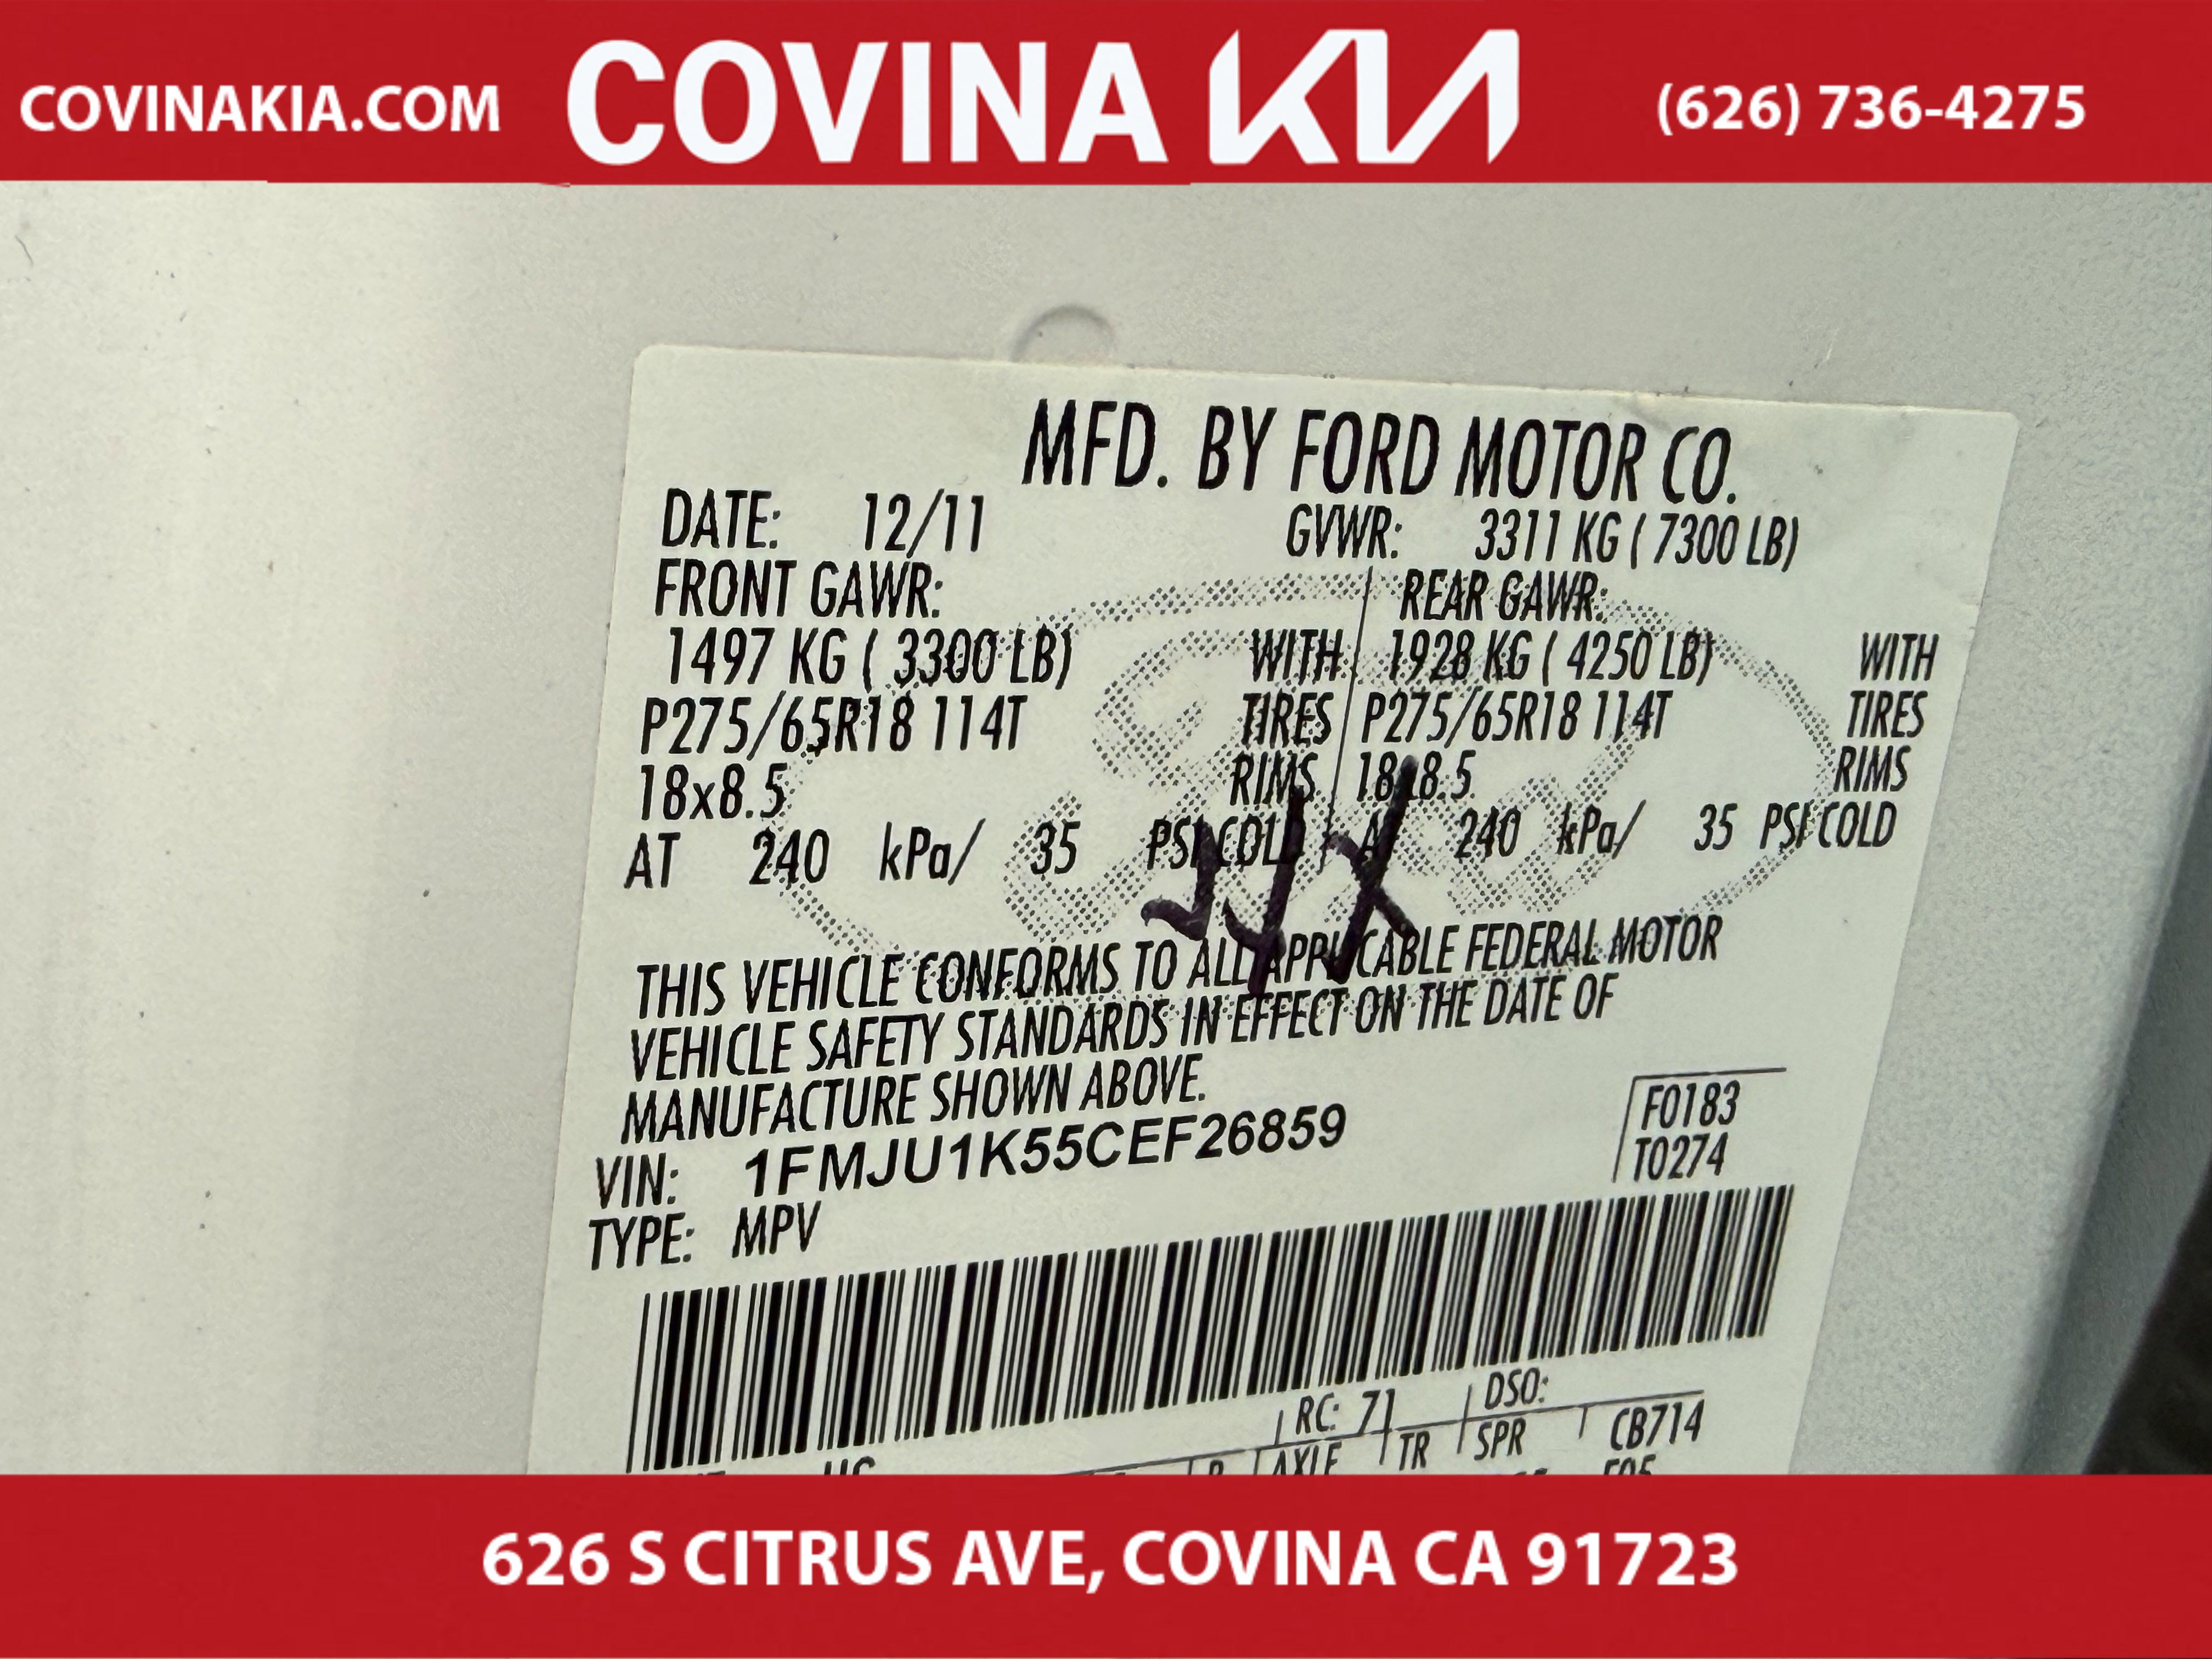 COVINAKIA.COM COVINA KIA (626) 736-4275
MFD. BY FORD MOTOR CO.
DATE: 12/11 GVWR: 3311 KG ( 7300 LB)
FRONT GAWR: REAR GAWR:
1497 KG ( 3300 LB) WITH 1928 KG ( 4250 LB) WITH
P275/65R18 114T TIRES P275/65R18 114T TIRES
18x8.5 RIMS 18x8.5 RIMS
AT 240 kPa/ 35 PSI COLD AT 240 kPa/ 35 PSI COLD
THIS VEHICLE CONFORMS TO ALL APPLICABLE FEDERAL MOTOR
VEHICLE SAFETY STANDARDS IN EFFECT ON THE DATE OF
MANUFACTURE SHOWN ABOVE.
VIN: 1FMJU1K55CEF26859
F0183
T0274
TYPE: MPV
RC: 71 DSO:
AXLE TR SPR CB714
626 S CITRUS AVE, COVINA CA 91723